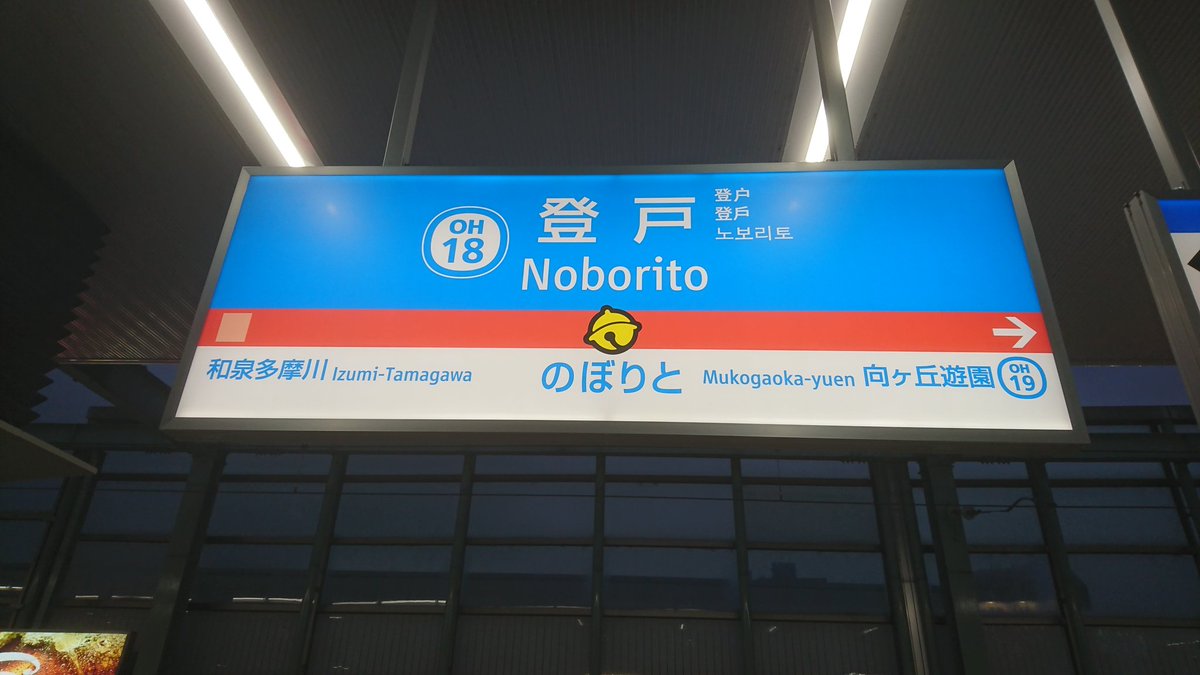 OH
18
登戸
登户
登戶
노보리토
Noborito
和泉多摩川 Izumi-Tamagawa
のぼりと
Mukogaoka-yuen 向ヶ丘遊園
OH
19